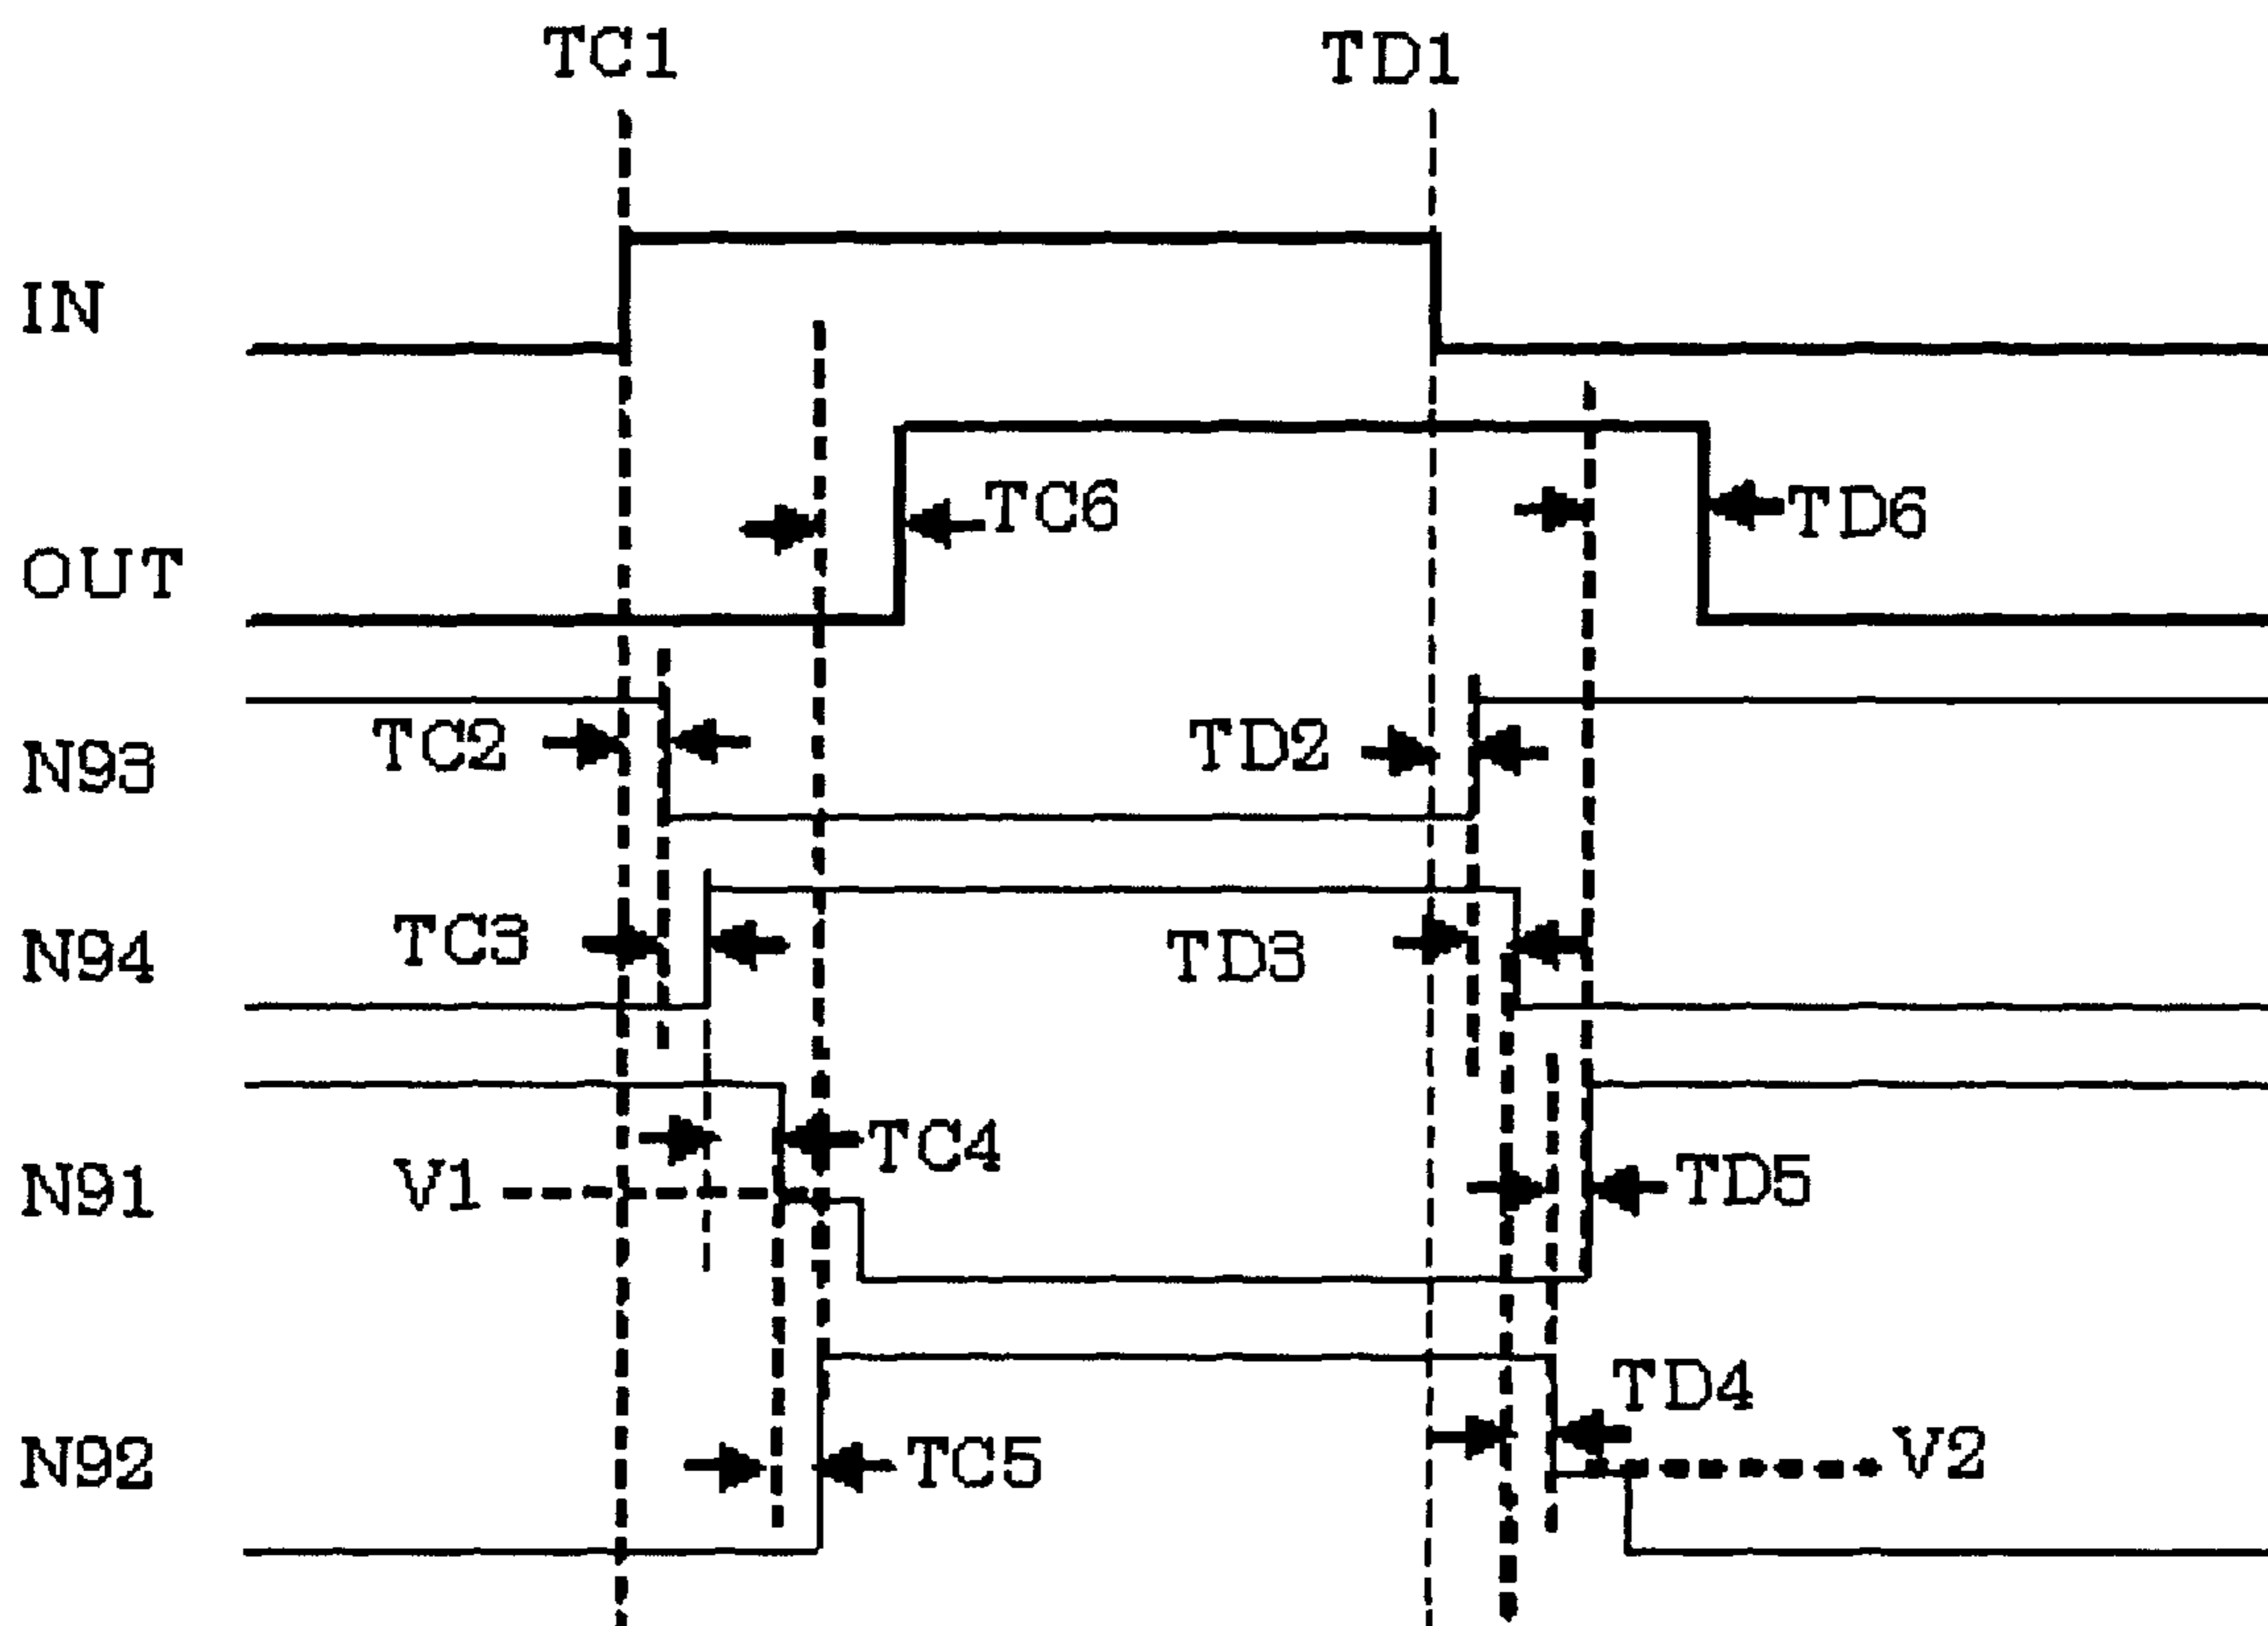 TC1 TD1
IN
TC6 TD6
OUT
TC2 TD2
N93
TC3 TD3
N94
TC4
V1 TD5
N91
TD4
TC5 V2
N92